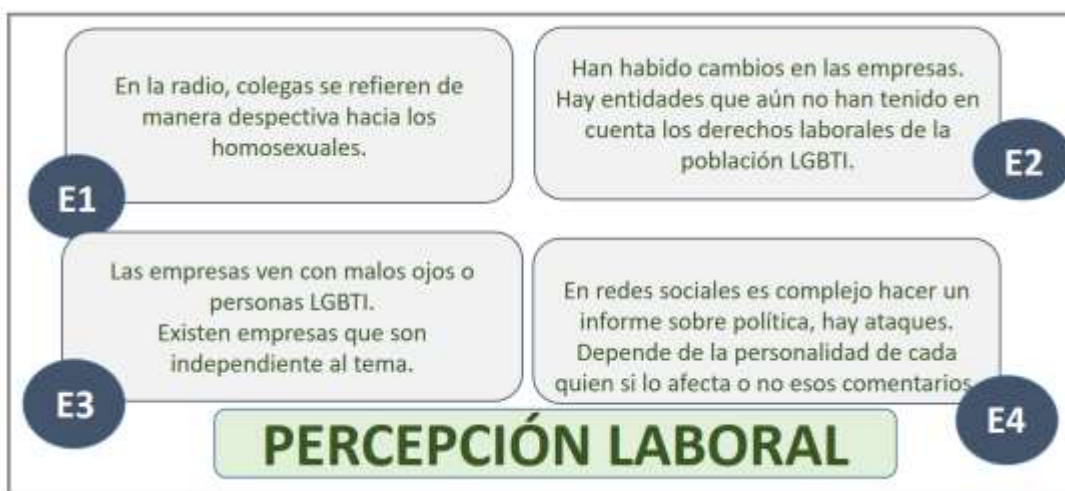 En la radio, colegas se refieren de
manera despectiva hacia los
homosexuales.
E1
Han habido cambios en las empresas.
Hay entidades que aún no han tenido en
cuenta los derechos laborales de la
población LGBTI.
E2
Las empresas ven con malos ojos o
personas LGBTI.
Existen empresas que son
independiente al tema.
E3
En redes sociales es complejo hacer un
informe sobre política, hay ataques.
Depende de la personalidad de cada
quien si lo afecta o no esos comentarios
E4
PERCEPCIÓN LABORAL